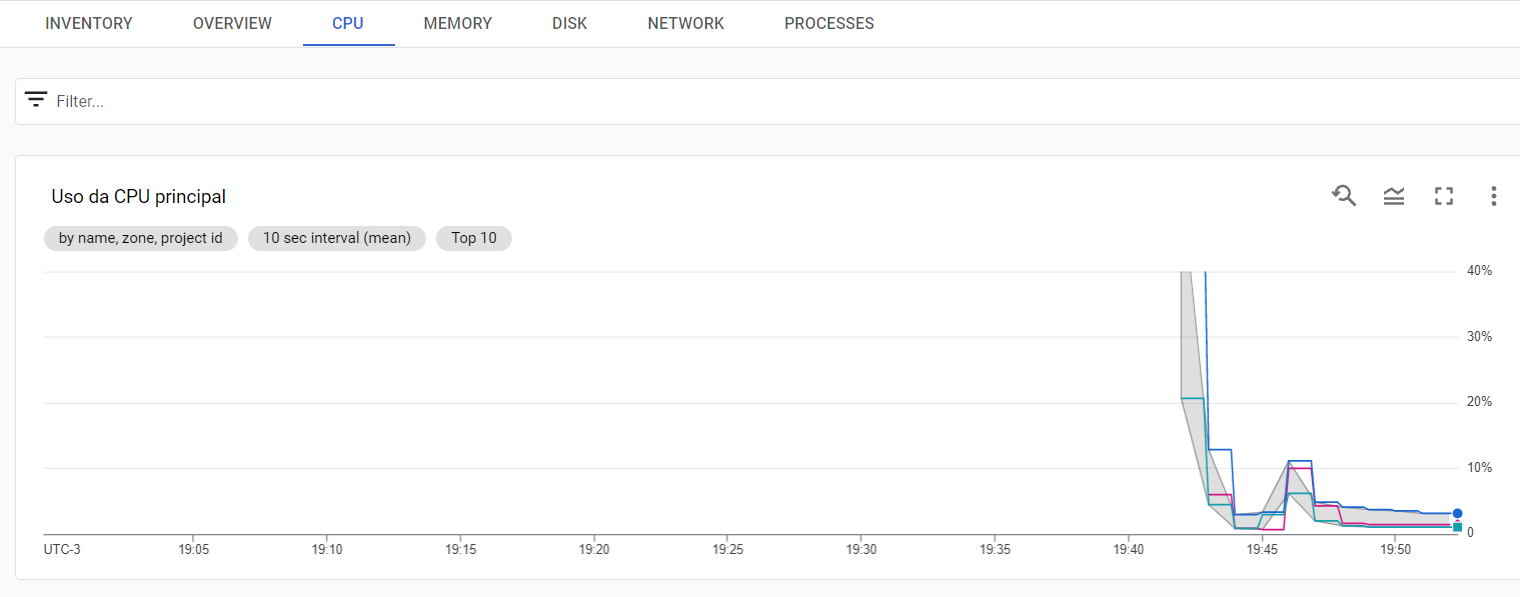 INVENTORY OVERVIEW CPU MEMORY DISK NETWORK PROCESSES
Filter...
Uso da CPU principal
by name, zone, project id 10 sec interval (mean) Top 10
40%
30%
20%
10%
0
UTC-3 19:05 19:10 19:15 19:20 19:25 19:30 19:35 19:40 19:45 19:50